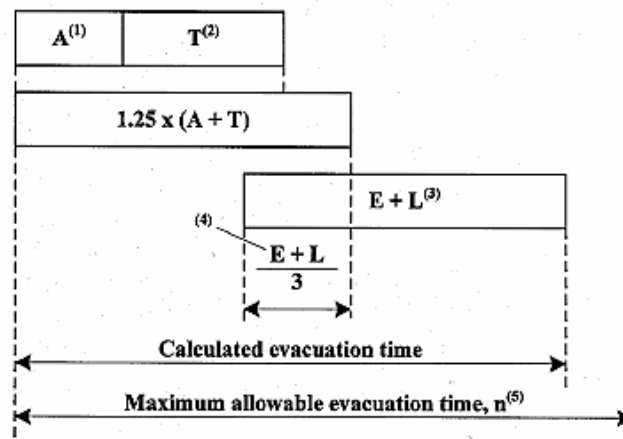 A(1) T(2)
1.25 x (A + T)
E + L(3)
(4)
E + L
3
Calculated evacuation time
Maximum allowable evacuation time, n(5)